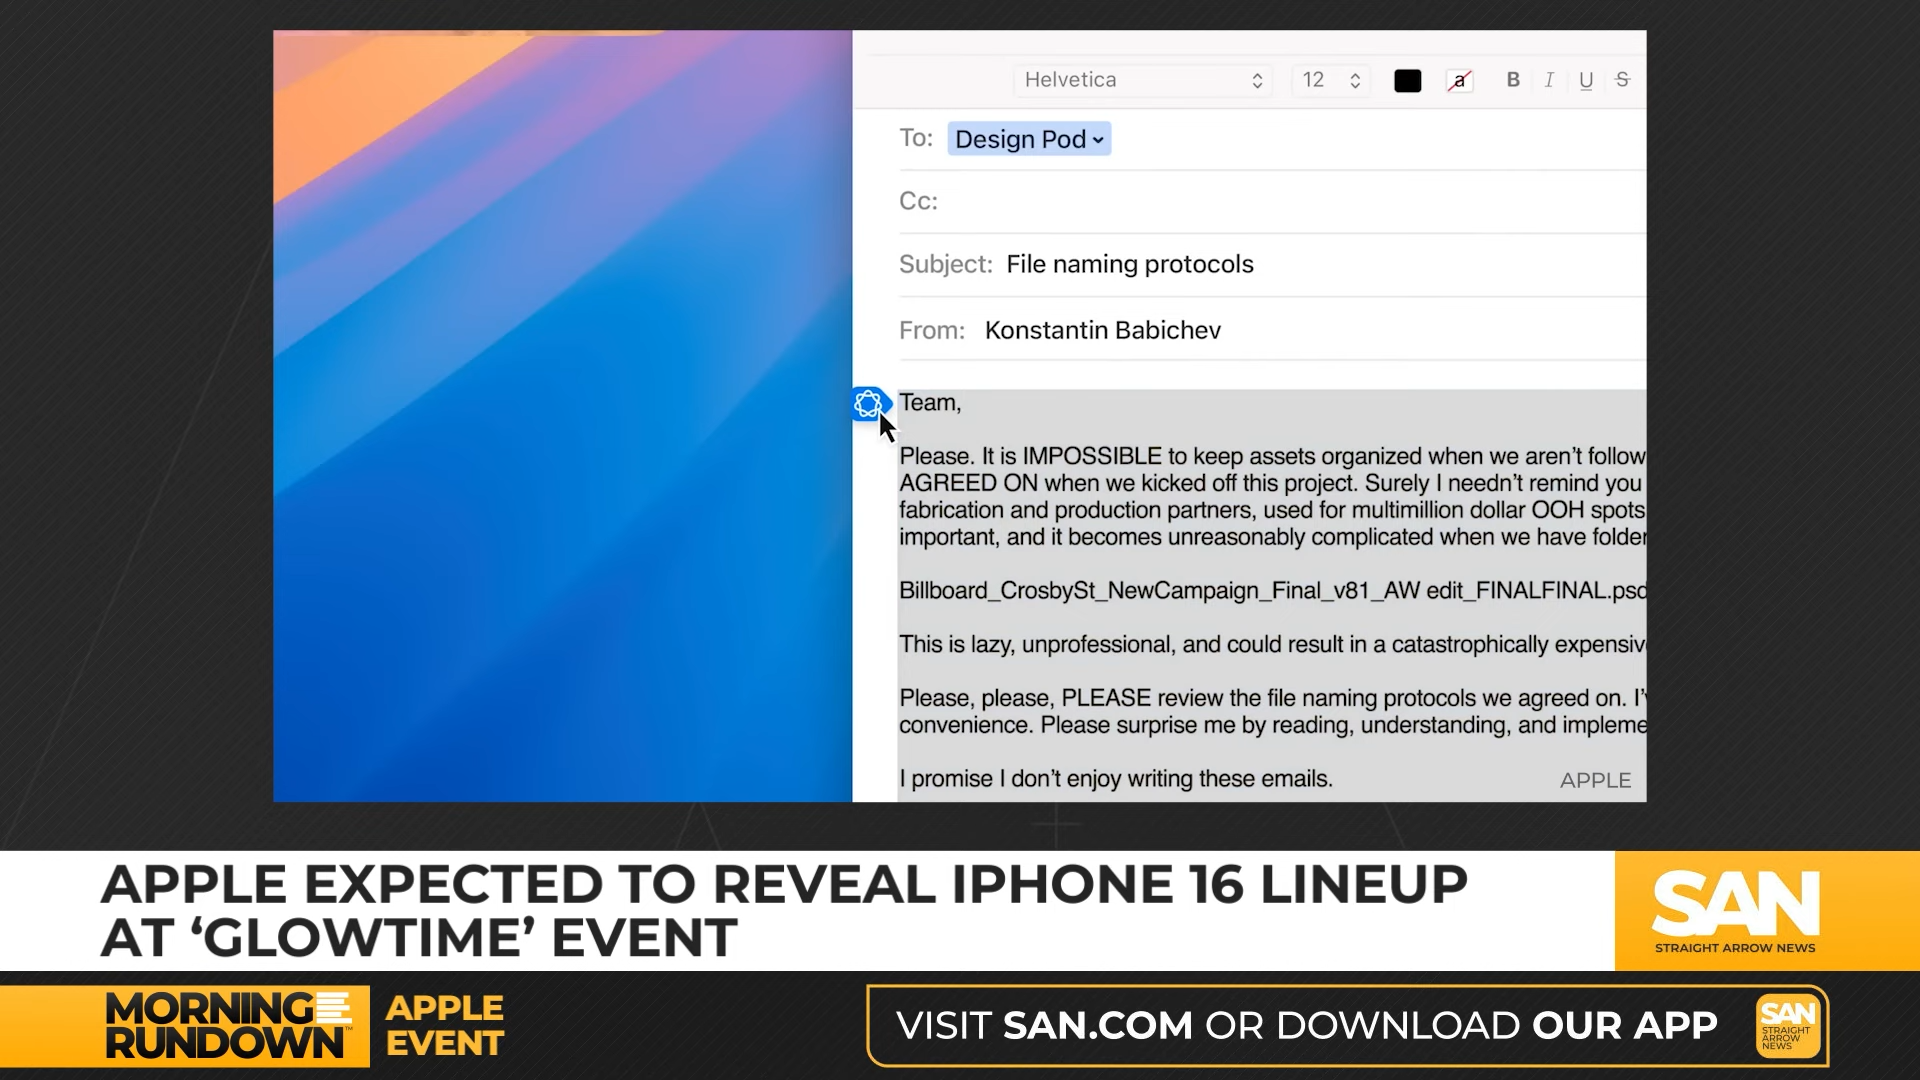 Helvetica 12 a B I U S
To: Design Pod
Cc:
Subject: File naming protocols
From: Konstantin Babichev
Team,
Please. It is IMPOSSIBLE to keep assets organized when we aren’t follow
AGREED ON when we kicked off this project. Surely I needn’t remind you
fabrication and production partners, used for multimillion dollar OOH spots
important, and it becomes unreasonably complicated when we have folder
Billboard_CrosbySt_NewCampaign_Final_v81_AW edit_FINALFINAL.psd
This is lazy, unprofessional, and could result in a catastrophically expensiv
Please, please, PLEASE review the file naming protocols we agreed on. I’v
convenience. Please surprise me by reading, understanding, and impleme
I promise I don’t enjoy writing these emails.
APPLE
APPLE EXPECTED TO REVEAL IPHONE 16 LINEUP
AT ‘GLOWTIME’ EVENT
SAN
STRAIGHT ARROW NEWS
MORNING
RUNDOWN™
APPLE
EVENT
VISIT SAN.COM OR DOWNLOAD OUR APP
SAN
STRAIGHT
ARROW
NEWS